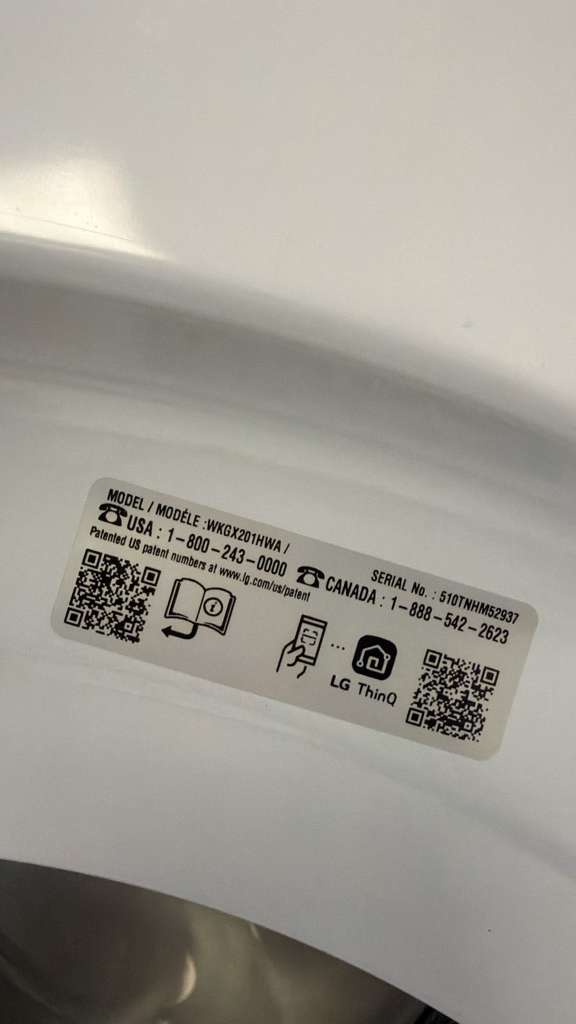 MODEL / MODÉLE :WKGX201HWA / SERIAL No. : 510TNHM52937
☎USA : 1-800-243-0000 ☎CANADA : 1-888-542-2623
Patented US patent numbers at www.lg.com/us/patent
LG ThinQ